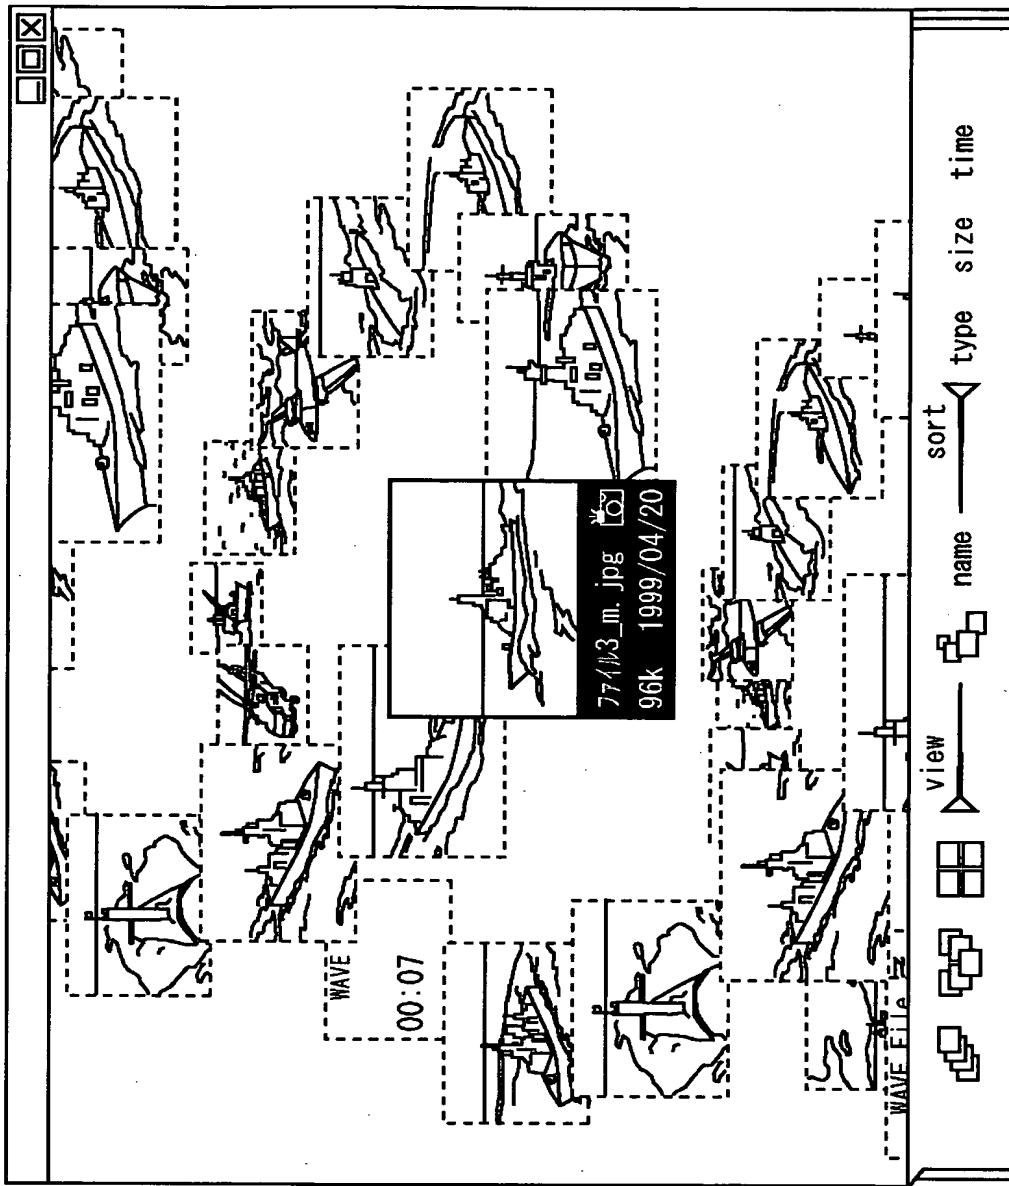 WAVE
00:07
ファイル3_m.jpg
96k 1999/04/20
WAVE File
view
sort
name
type size time